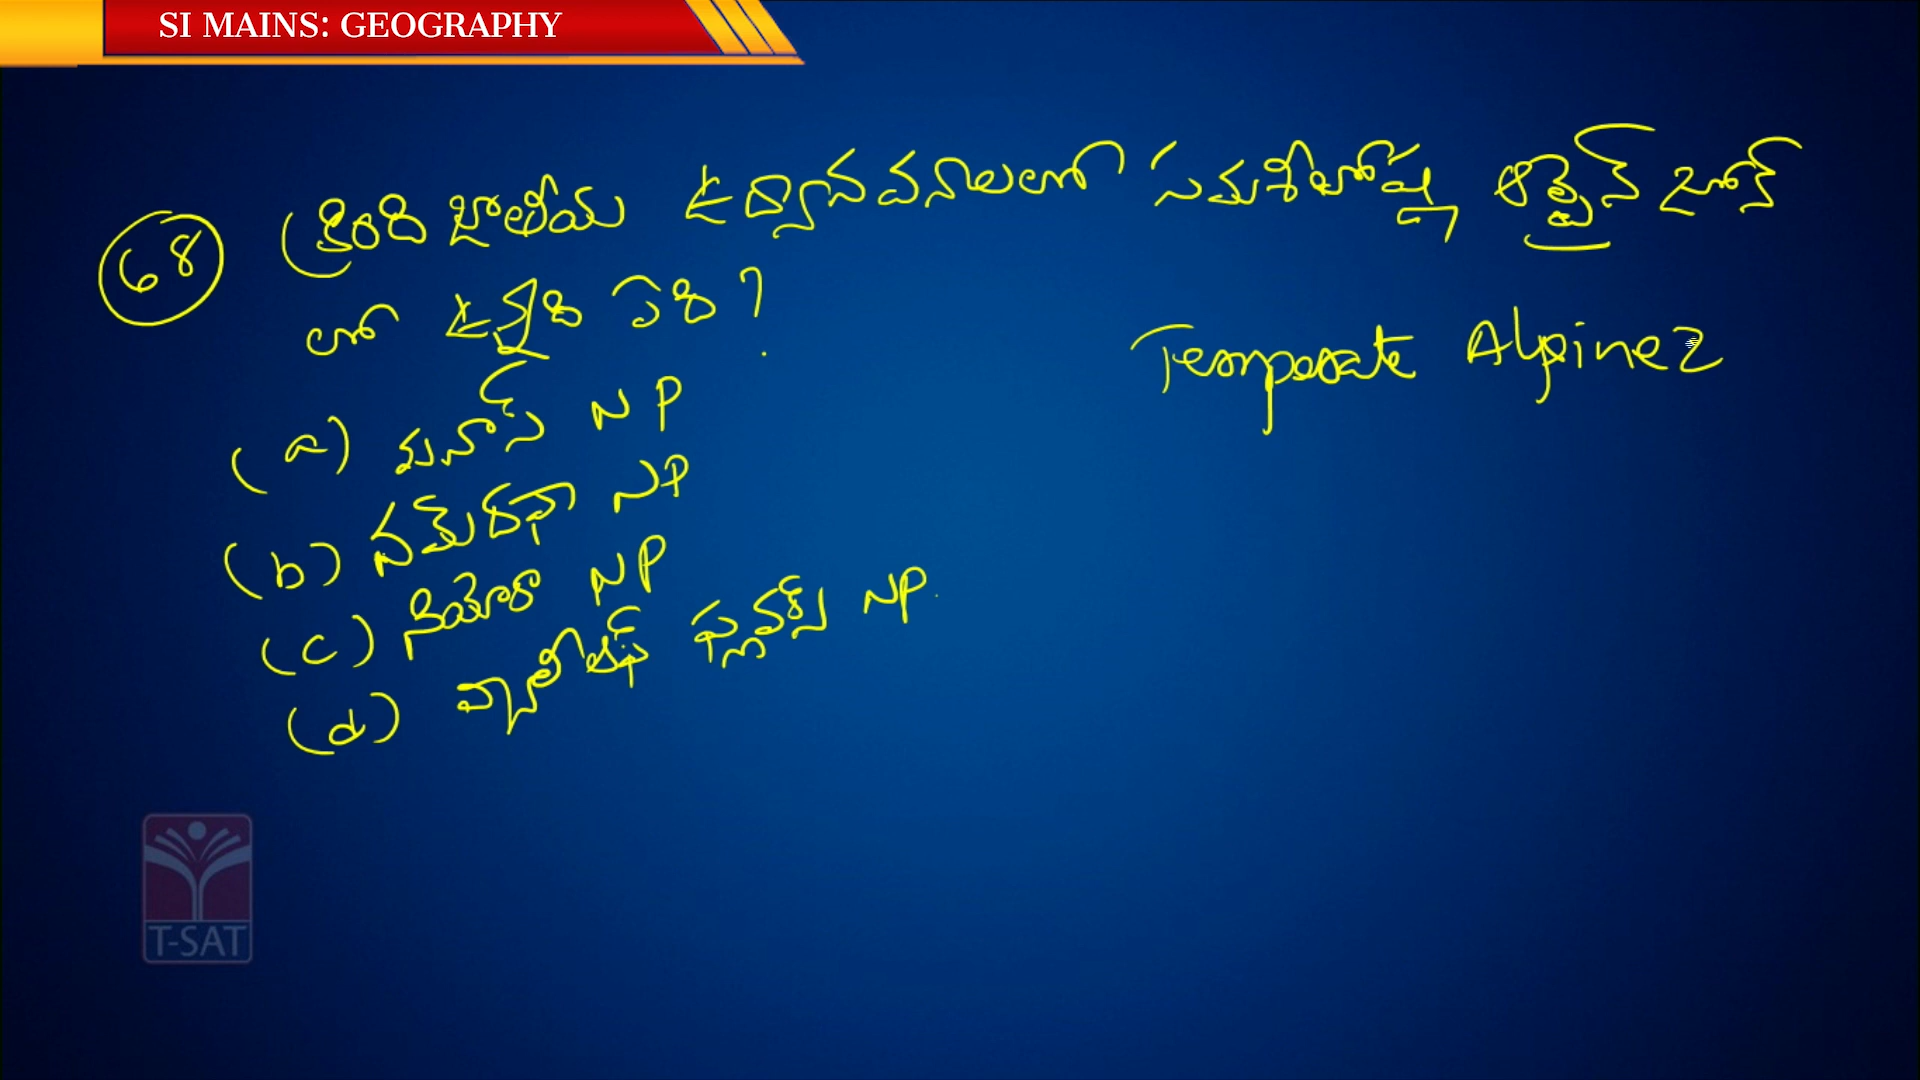 SI MAINS: GEOGRAPHY
68 క్రింది జాతీయ ఉద్యానవనాలలో సమశీతోష్ణ ఆల్పైన్ జోన్
లో ఉన్నది ఏది ?
Temperate Alpine z
(a) మనాస్ NP
(b) నమ్‌దఫా NP
(c) నియోరా NP
(d) వ్యాలీ ఆఫ్ ఫ్లవర్స్ NP.
T-SAT